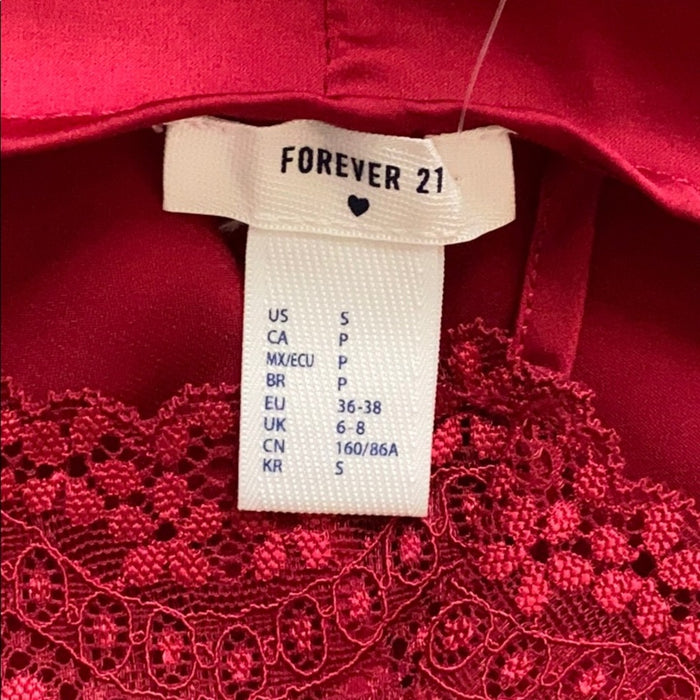 FOREVER 21
US S
CA P
MX/ECU P
BR P
EU 36-38
UK 6-8
CN 160/86A
KR S